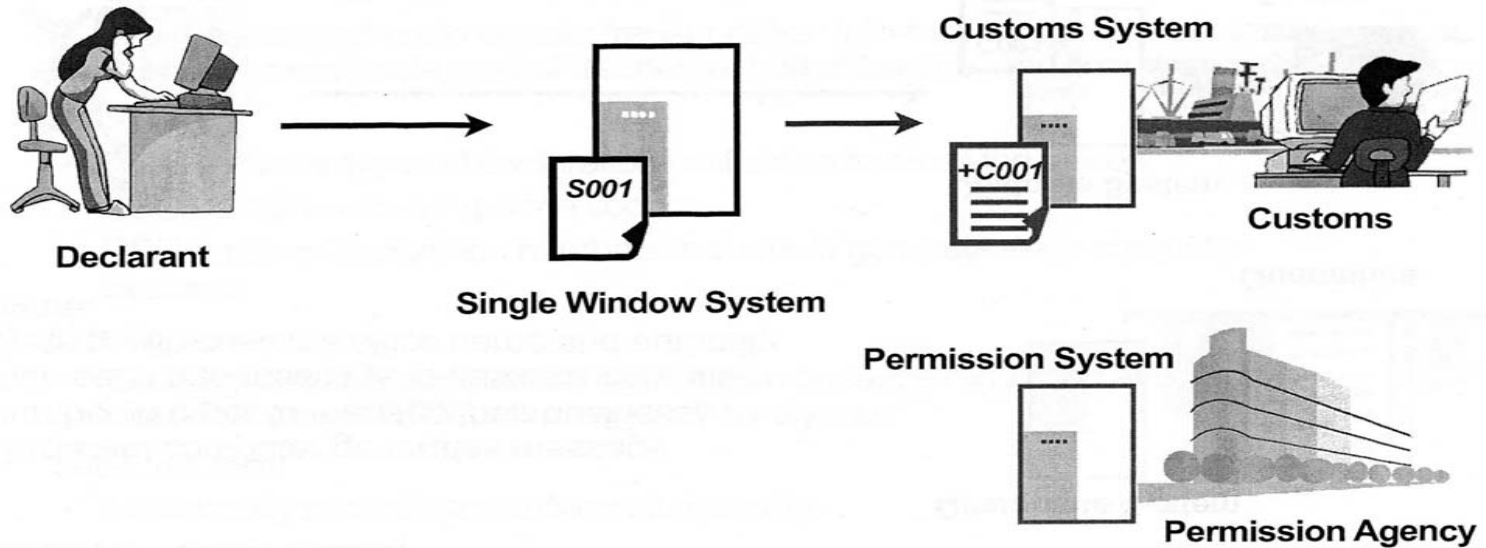 Customs System
S001
+C001
Declarant
Customs
Single Window System
Permission System
Permission Agency